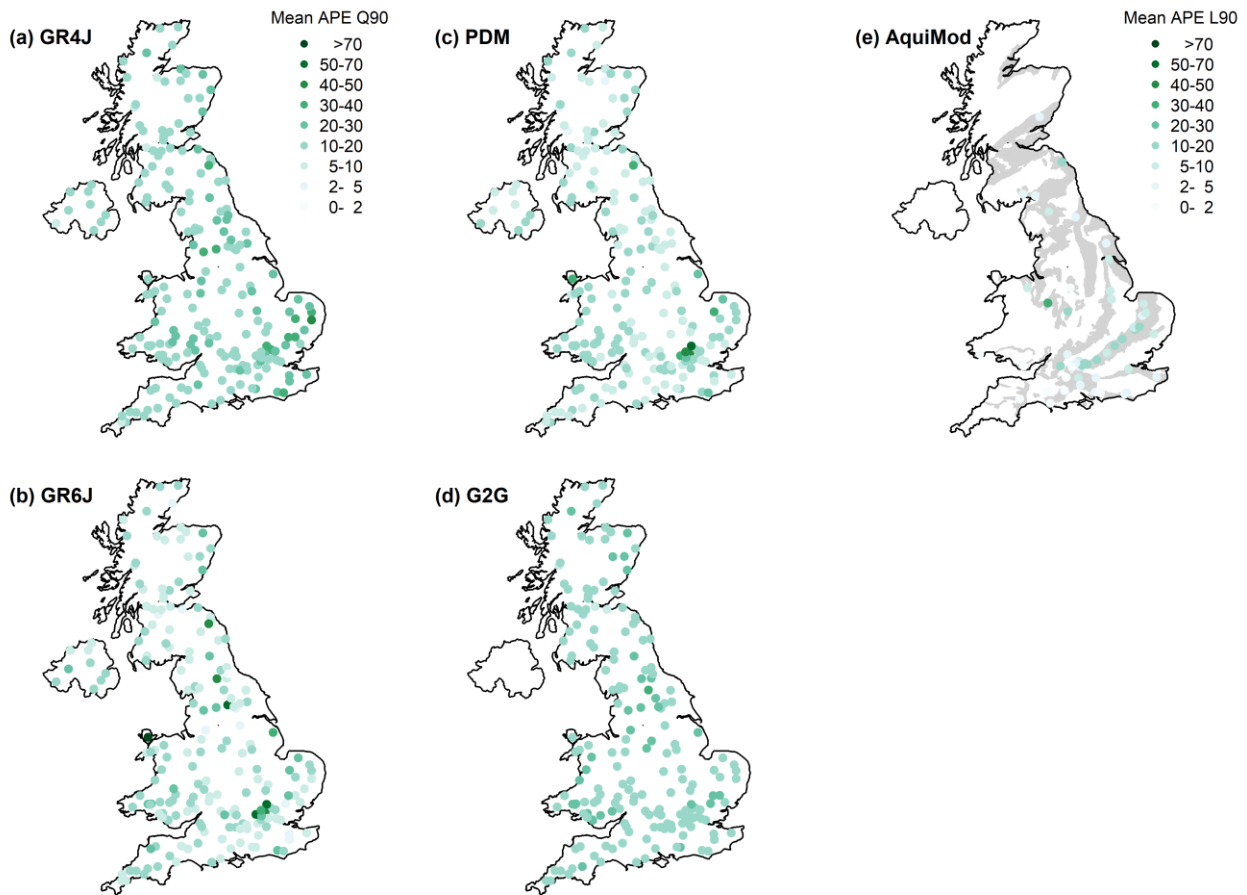 Mean APE Q90
(a) GR4J
>70
50-70
40-50
30-40
20-30
10-20
5-10
2- 5
0- 2
(c) PDM
(e) AquiMod
Mean APE L90
>70
50-70
40-50
30-40
20-30
10-20
5-10
2- 5
0- 2
(b) GR6J
(d) G2G